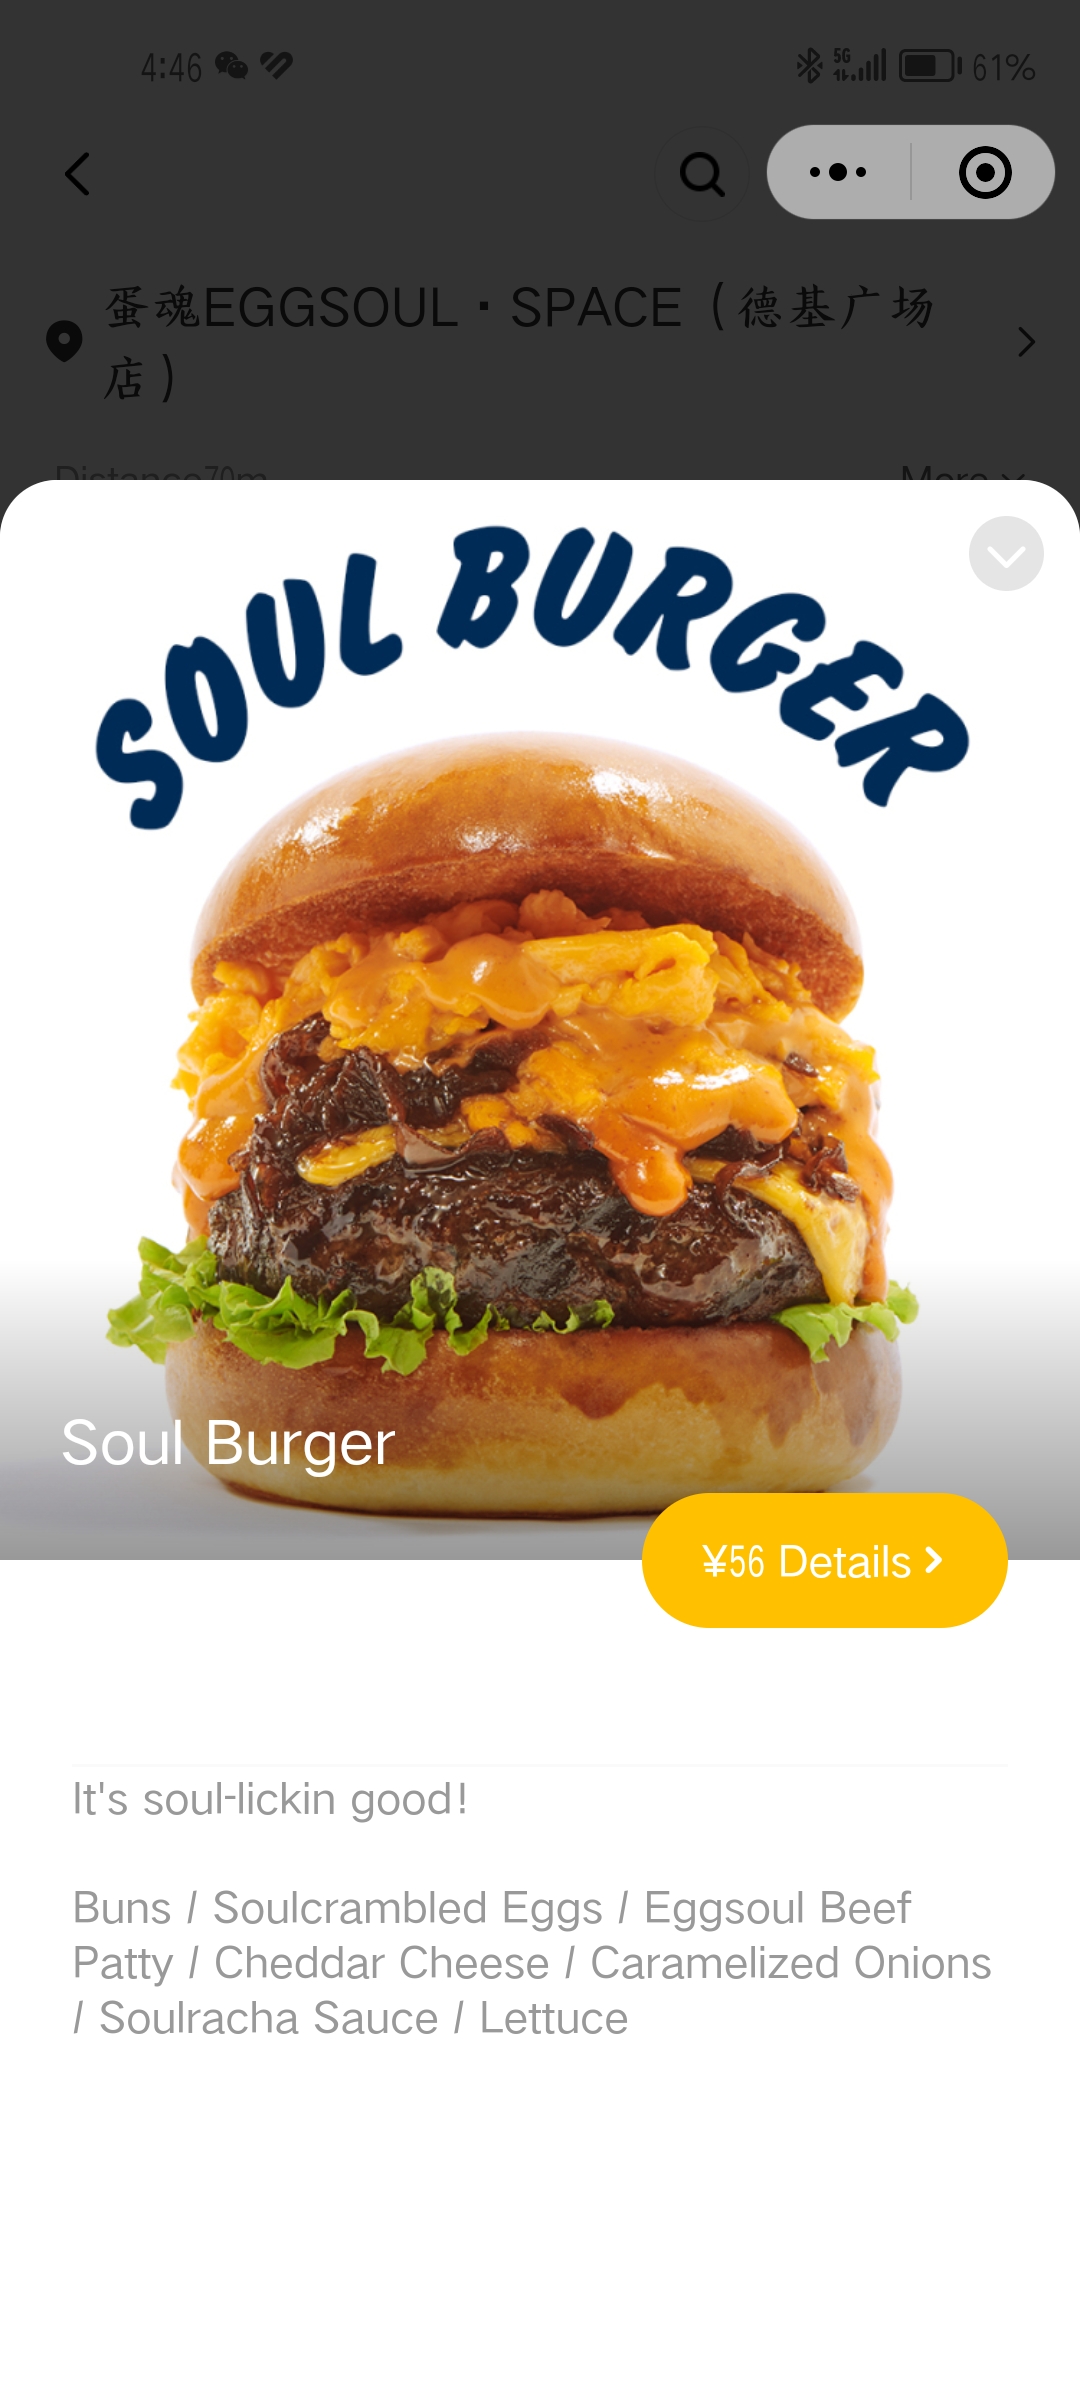 4:46
5G
61%
蛋魂EGGSOUL·SPACE（德基广场
店）
Distance70m
More
SOUL BURGER
Soul Burger
¥56 Details
It's soul-lickin good!
Buns / Soulcrambled Eggs / Eggsoul Beef
Patty / Cheddar Cheese / Caramelized Onions
/ Soulracha Sauce / Lettuce